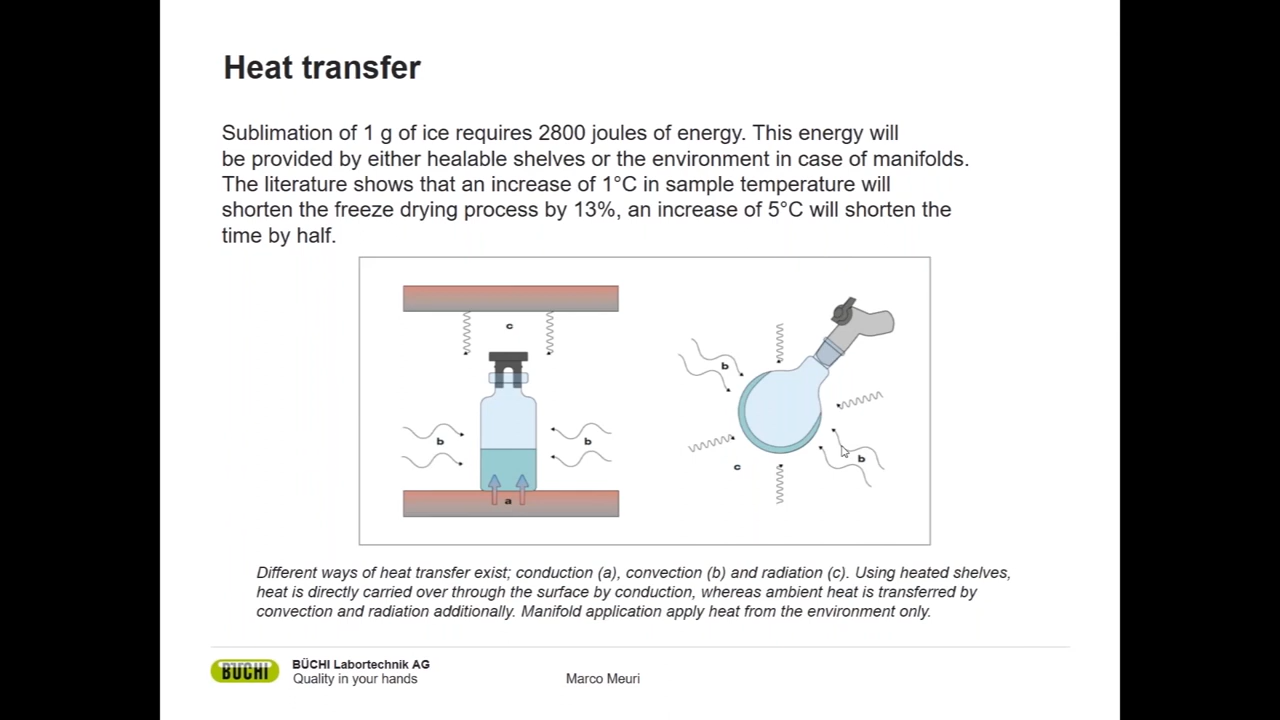 Heat transfer
Sublimation of 1 g of ice requires 2800 joules of energy. This energy will
be provided by either healable shelves or the environment in case of manifolds.
The literature shows that an increase of 1°C in sample temperature will
shorten the freeze drying process by 13%, an increase of 5°C will shorten the
time by half.
c
b
b
a
b
b
c
Different ways of heat transfer exist; conduction (a), convection (b) and radiation (c). Using heated shelves,
heat is directly carried over through the surface by conduction, whereas ambient heat is transferred by
convection and radiation additionally. Manifold application apply heat from the environment only.
BÜCHI
BÜCHI Labortechnik AG
Quality in your hands
Marco Meuri